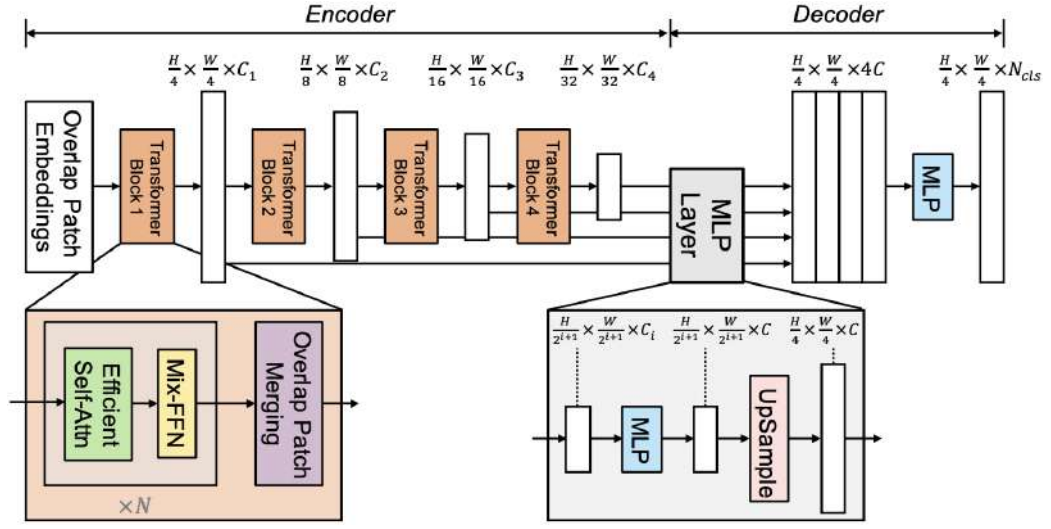 Encoder
Decoder
H/4 × W/4 × C₁
H/8 × W/8 × C₂
H/16 × W/16 × C₃
H/32 × W/32 × C₄
H/4 × W/4 × 4C
H/4 × W/4 × N_cls
Overlap Patch
Embeddings
Transformer
Block 1
Transformer
Block 2
Transformer
Block 3
Transformer
Block 4
MLP
Layer
MLP
Efficient
Self-Attn
Mix-FFN
×N
Overlap Patch
Merging
H/2^{i+1} × W/2^{i+1} × C_i
H/2^{i+1} × W/2^{i+1} × C
H/4 × W/4 × C
MLP
UpSample